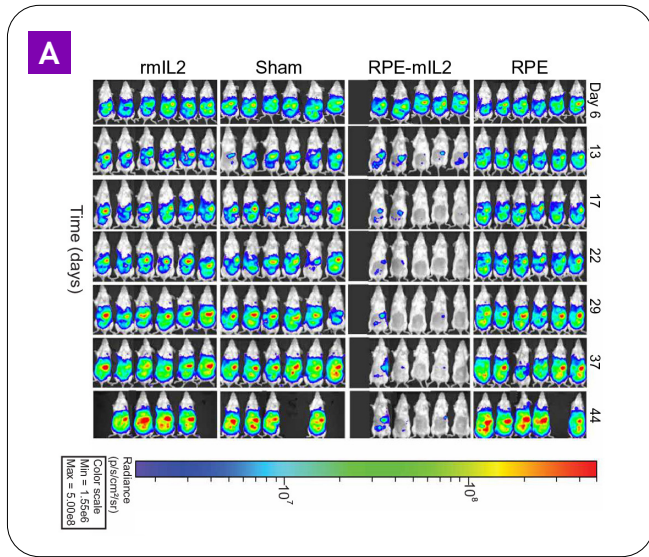 A
rmIL2 Sham RPE-mIL2 RPE
Day 6
13
17
22
29
37
44
Time (days)
Radiance
(p/s/cm²/sr)
Color scale
Min = 1.55e6
Max = 5.00e8
10⁷ 10⁸